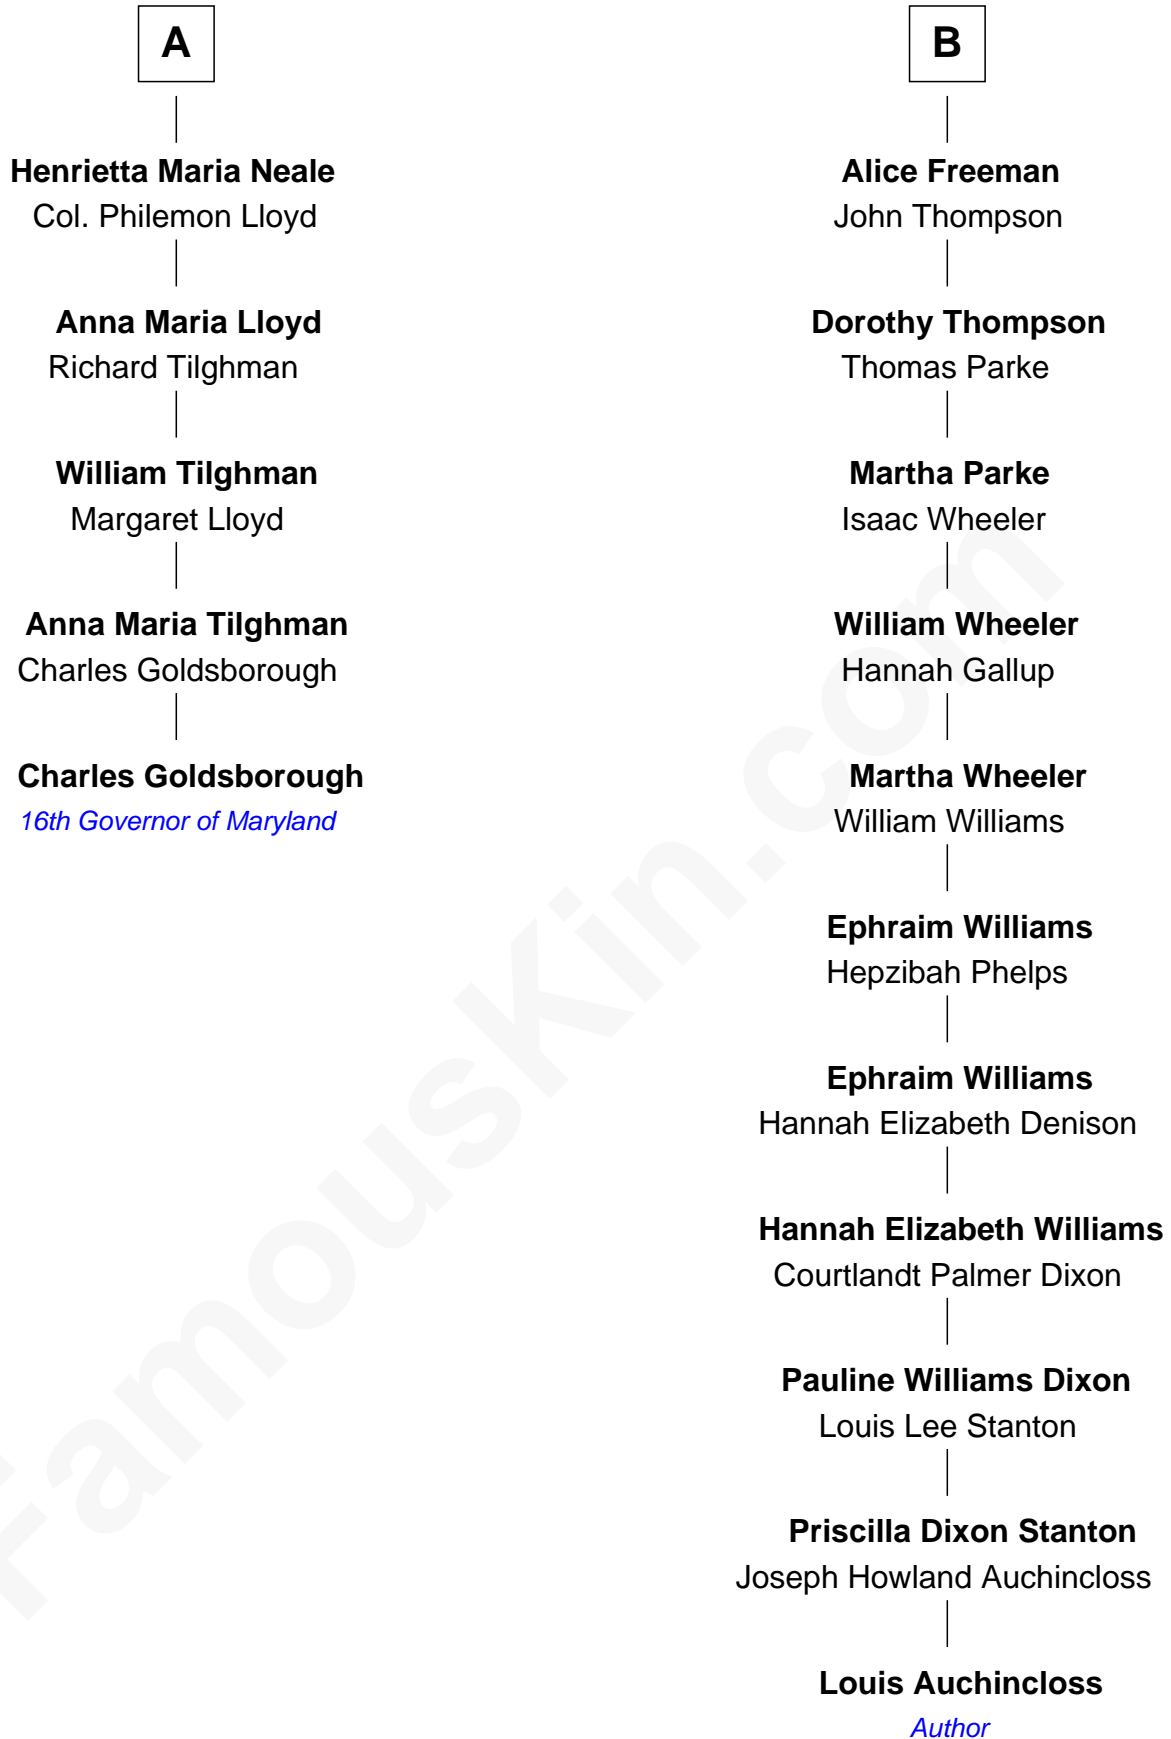 A
Henrietta Maria Neale
Col. Philemon Lloyd
Anna Maria Lloyd
Richard Tilghman
William Tilghman
Margaret Lloyd
Anna Maria Tilghman
Charles Goldsborough
Charles Goldsborough
16th Governor of Maryland
B
Alice Freeman
John Thompson
Dorothy Thompson
Thomas Parke
Martha Parke
Isaac Wheeler
William Wheeler
Hannah Gallup
Martha Wheeler
William Williams
Ephraim Williams
Hepzibah Phelps
Ephraim Williams
Hannah Elizabeth Denison
Hannah Elizabeth Williams
Courtlandt Palmer Dixon
Pauline Williams Dixon
Louis Lee Stanton
Priscilla Dixon Stanton
Joseph Howland Auchincloss
Louis Auchincloss
Author
FamousKin.com